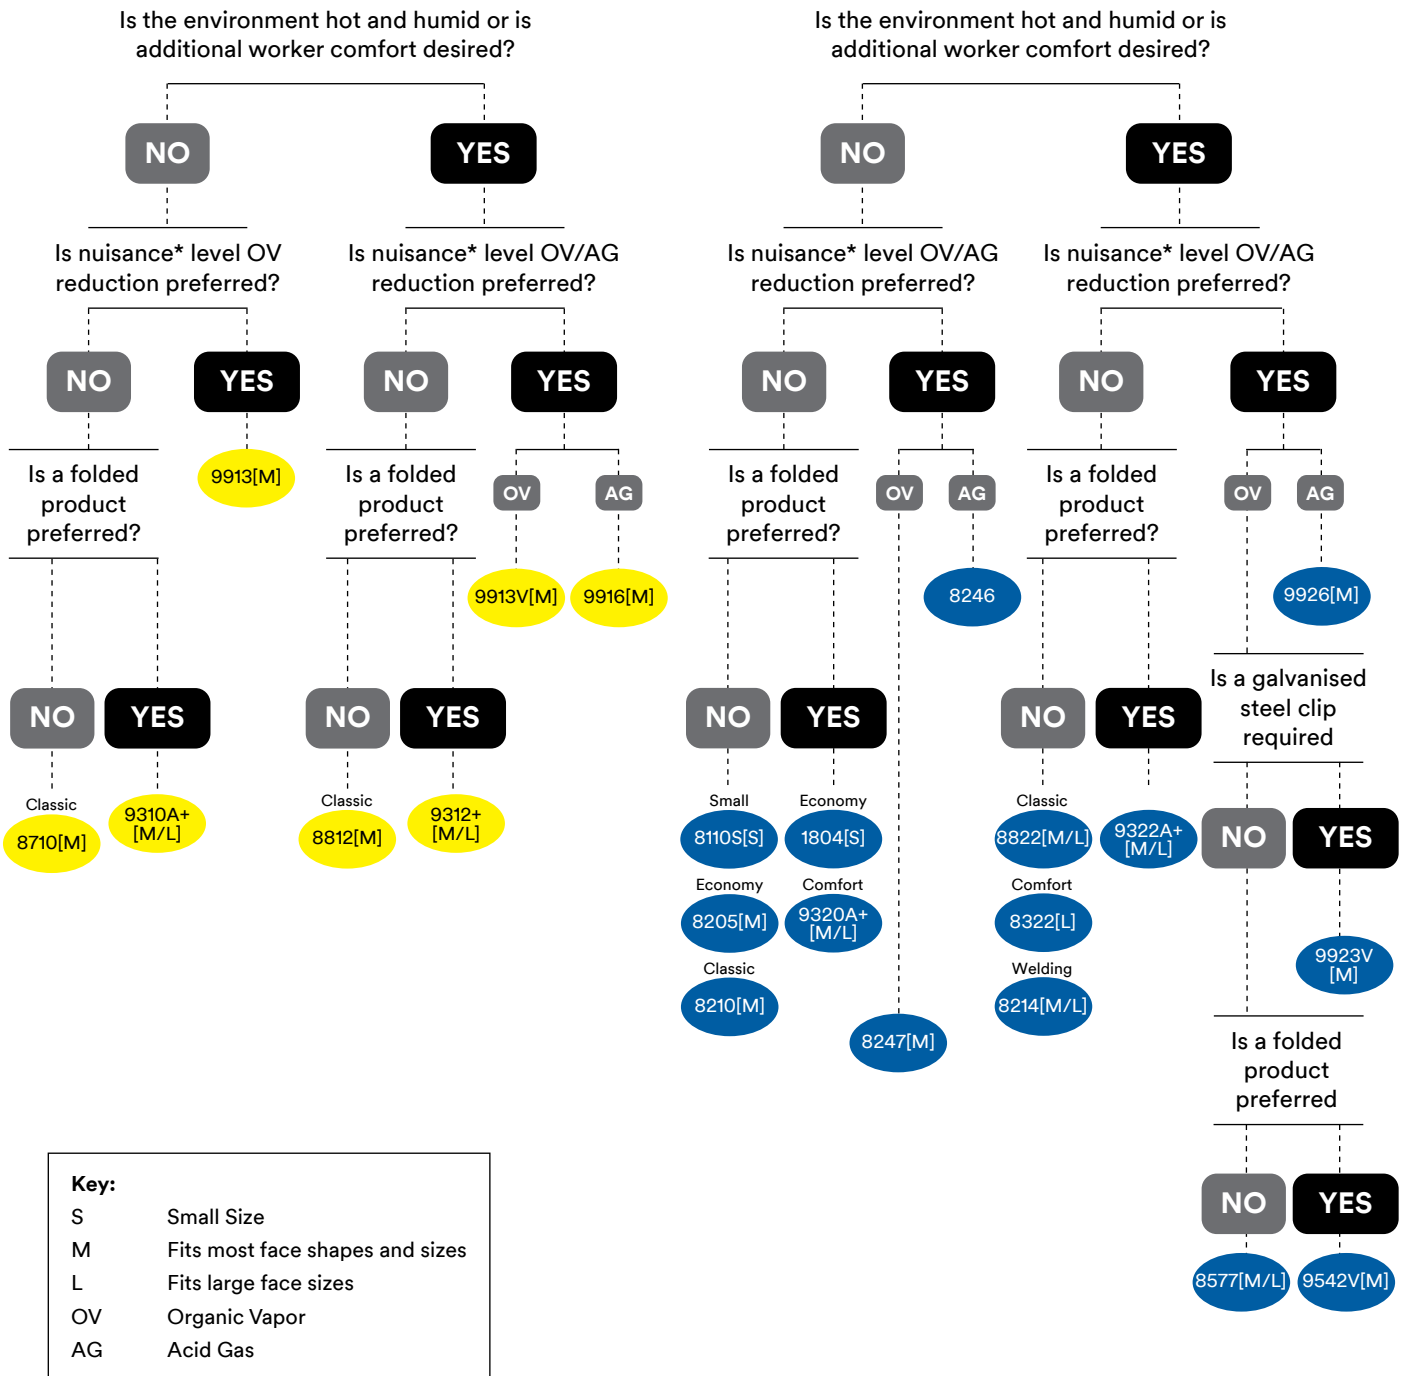 Is the environment hot and humid or is
additional worker comfort desired?
NO
YES
Is nuisance* level OV
reduction preferred?
Is nuisance* level OV/AG
reduction preferred?
NO
YES
NO
YES
Is a folded
product
preferred?
9913[M]
Is a folded
product
preferred?
OV
AG
9913V[M]
9916[M]
NO
YES
NO
YES
Classic
8710[M]
9310A+
[M/L]
Classic
8812[M]
9312+
[M/L]
Is the environment hot and humid or is
additional worker comfort desired?
NO
YES
Is nuisance* level OV/AG
reduction preferred?
Is nuisance* level OV/AG
reduction preferred?
NO
YES
NO
YES
Is a folded
product
preferred?
OV
AG
8246
Is a folded
product
preferred?
OV
AG
9926[M]
NO
YES
NO
YES
Is a galvanised
steel clip
required
Small
8110S[S]
Economy
1804[S]
Economy
8205[M]
Comfort
9320A+
[M/L]
Classic
8210[M]
8247[M]
Classic
8822[M/L]
9322A+
[M/L]
Comfort
8322[L]
Welding
8214[M/L]
NO
YES
9923V
[M]
Is a folded
product
preferred
NO
YES
8577[M/L]
9542V[M]
Key:
S Small Size
M Fits most face shapes and sizes
L Fits large face sizes
OV Organic Vapor
AG Acid Gas